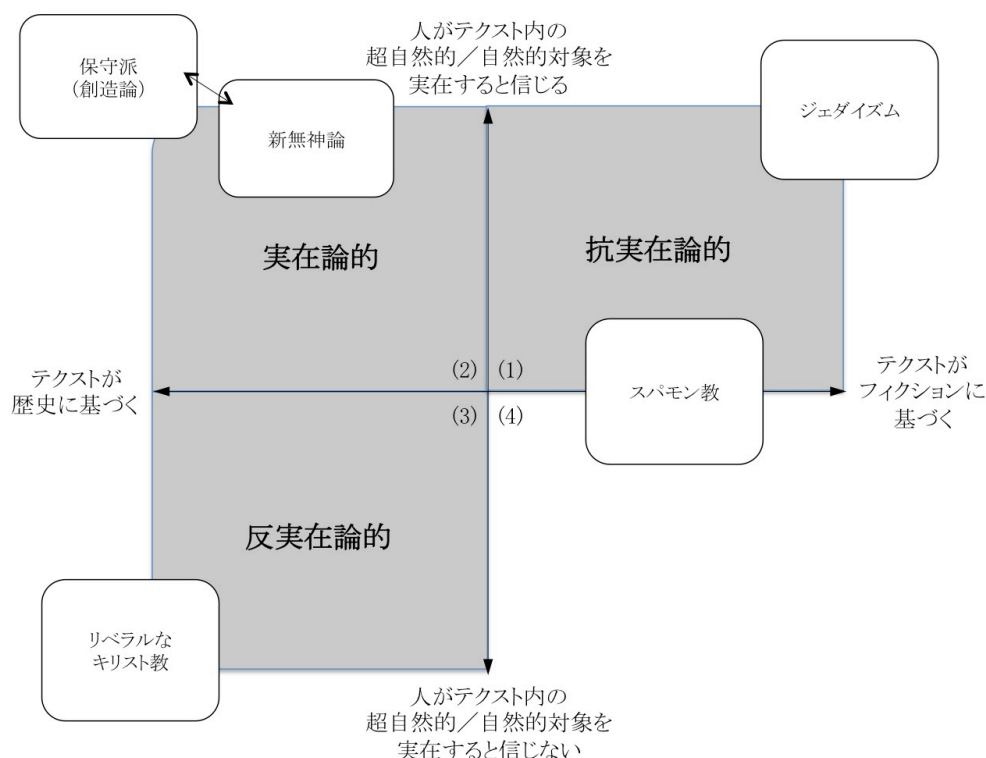 人がテクスト内の
超自然的／自然的対象を
実在すると信じる
保守派
(創造論)
新無神論
ジェダイズム
実在論的
抗実在論的
(2)
(1)
テクストが
歴史に基づく
スパモン教
テクストが
フィクションに
基づく
(3)
(4)
反実在論的
リベラルな
キリスト教
人がテクスト内の
超自然的／自然的対象を
実在すると信じない